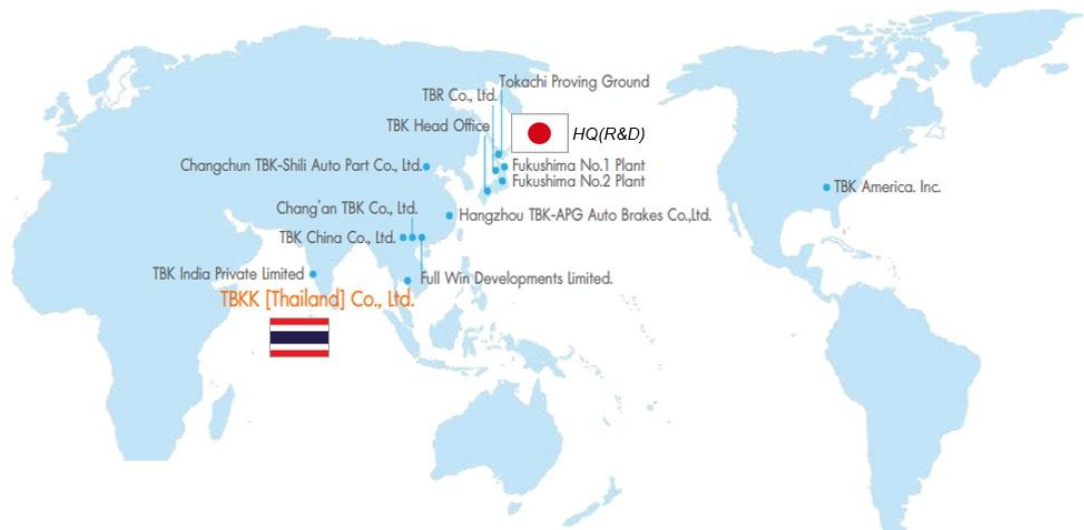 Tokachi Proving Ground
TBR Co., Ltd.
TBK Head Office
HQ(R&D)
Changchun TBK-Shili Auto Part Co., Ltd.
Fukushima No.1 Plant
Fukushima No.2 Plant
TBK America. Inc.
Chang'an TBK Co., Ltd.
Hangzhou TBK-APG Auto Brakes Co.,Ltd.
TBK China Co., Ltd.
TBK India Private Limited
Full Win Developments Limited.
TBKK [Thailand] Co., Ltd.